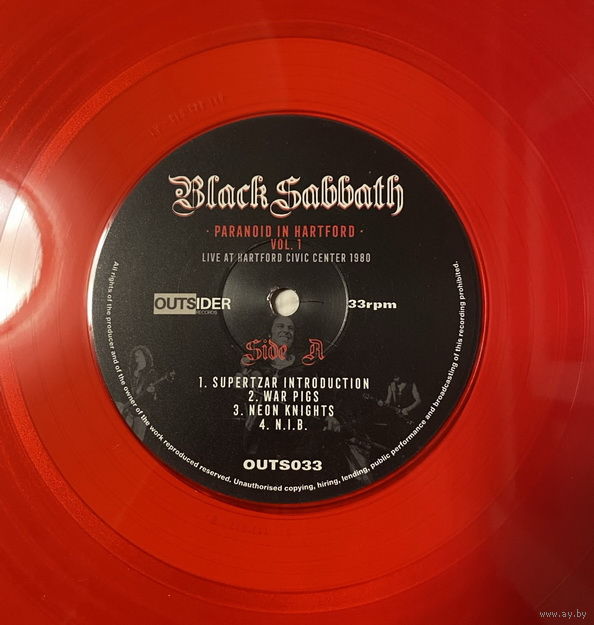 Black Sabbath
· PARANOID IN HARTFORD ·
VOL. 1
LIVE AT HARTFORD CIVIC CENTER 1980
OUTSIDER
RECORDS
33rpm
Side A
1. SUPERTZAR INTRODUCTION
2. WAR PIGS
3. NEON KNIGHTS
4. N.I.B.
OUTS033
All rights of the producer and of the owner of the work reproduced reserved. Unauthorised copying, hiring, lending, public performance and broadcasting of this recording prohibited.
www.ay.by